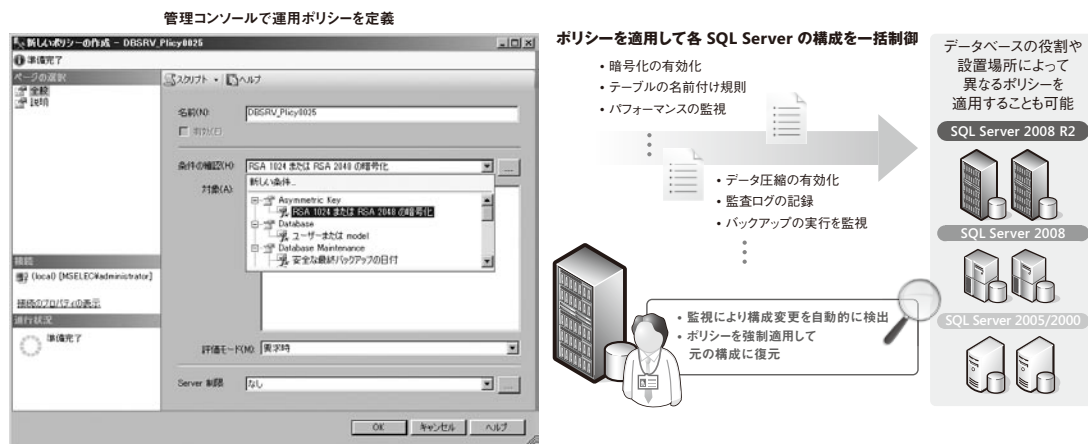 管理コンソールで運用ポリシーを定義
新しいポリシーの作成 - DBSRV_Plicy0025
準備完了
ページの選択
全般
説明
スクリプト
ヘルプ
名前(N):
DBSRV_Plicy0025
有効(E)
条件の確認(H):
RSA 1024 または RSA 2048 の暗号化
対象(A):
新しい条件...
Asymmetric Key
RSA 1024 または RSA 2048 の暗号化
Database
ユーザーまたは model
Database Maintenance
安全な最終バックアップの日付
接続
(local) [MSELEC¥administrator]
接続のプロパティの表示
進行状況
準備完了
評価モード(M):
要求時
Server 制限
なし
OK
キャンセル
ヘルプ
ポリシーを適用して各 SQL Server の構成を一括制御
• 暗号化の有効化
• テーブルの名前付け規則
• パフォーマンスの監視
• データ圧縮の有効化
• 監査ログの記録
• バックアップの実行を監視
• 監視により構成変更を自動的に検出
• ポリシーを強制適用して
元の構成に復元
データベースの役割や
設置場所によって
異なるポリシーを
適用することも可能
SQL Server 2008 R2
SQL Server 2008
SQL Server 2005/2000